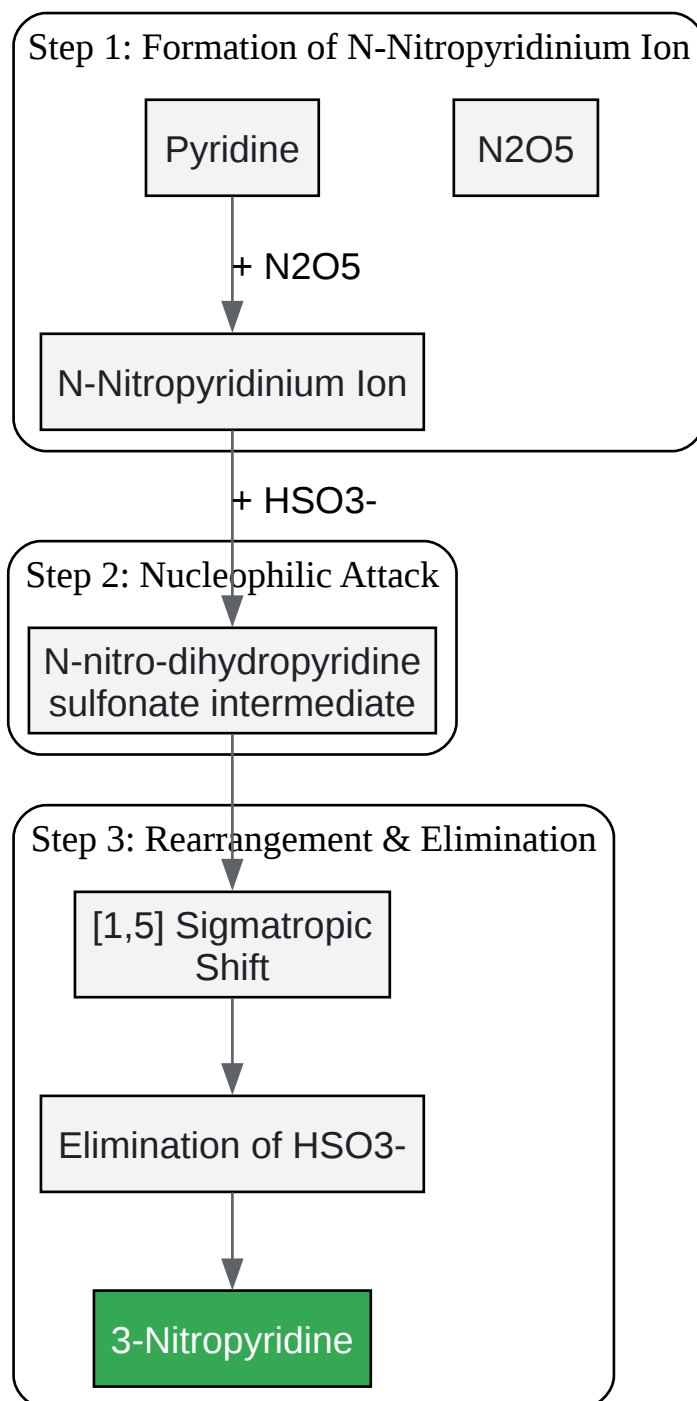 Step 1: Formation of N-Nitropyridinium Ion
Pyridine
N2O5
+ N2O5
N-Nitropyridinium Ion
+ HSO3-
Step 2: Nucleophilic Attack
N-nitro-dihydropyridine
sulfonate intermediate
Step 3: Rearrangement & Elimination
[1,5] Sigmatropic
Shift
Elimination of HSO3-
3-Nitropyridine